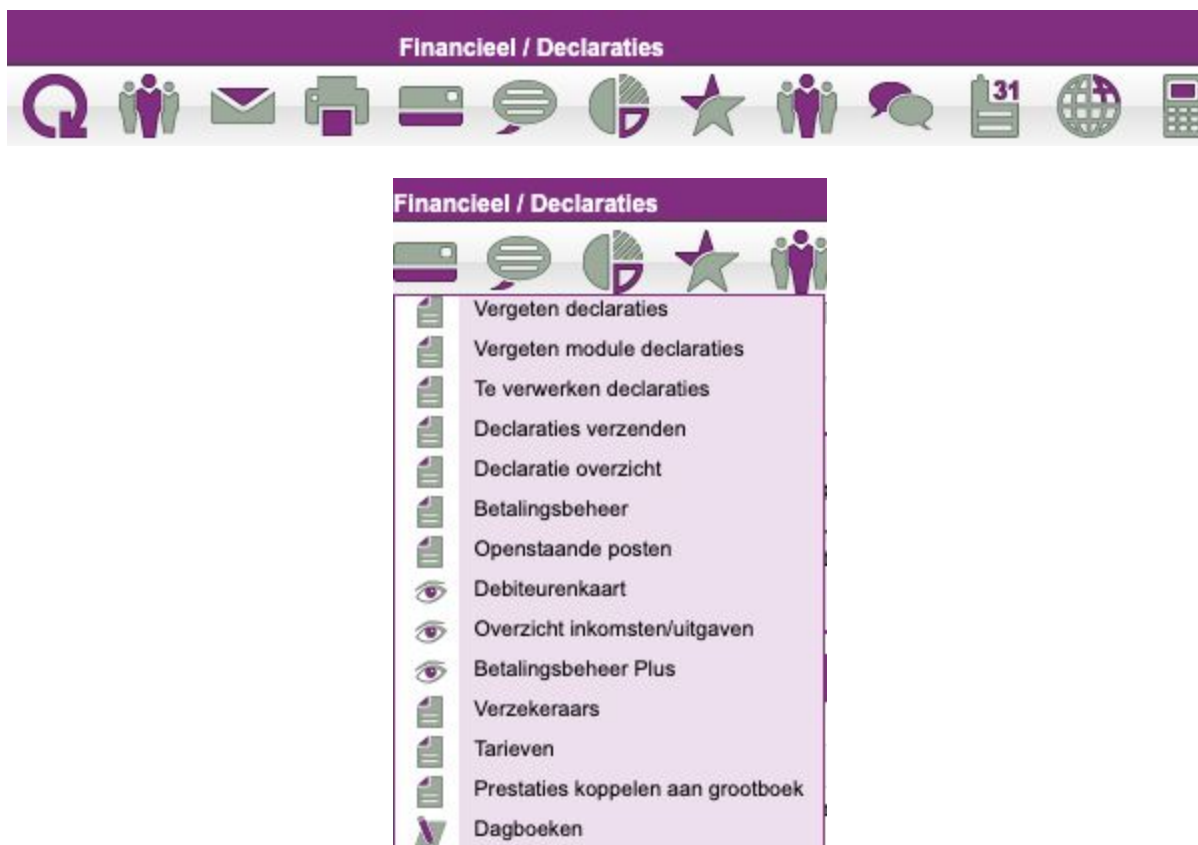 Financieel / Declaraties
31
Financieel / Declaraties
Vergeten declaraties
Vergeten module declaraties
Te verwerken declaraties
Declaraties verzenden
Declaratie overzicht
Betalingsbeheer
Openstaande posten
Debiteurenkaart
Overzicht inkomsten/uitgaven
Betalingsbeheer Plus
Verzekeraars
Tarieven
Prestaties koppelen aan grootboek
Dagboeken